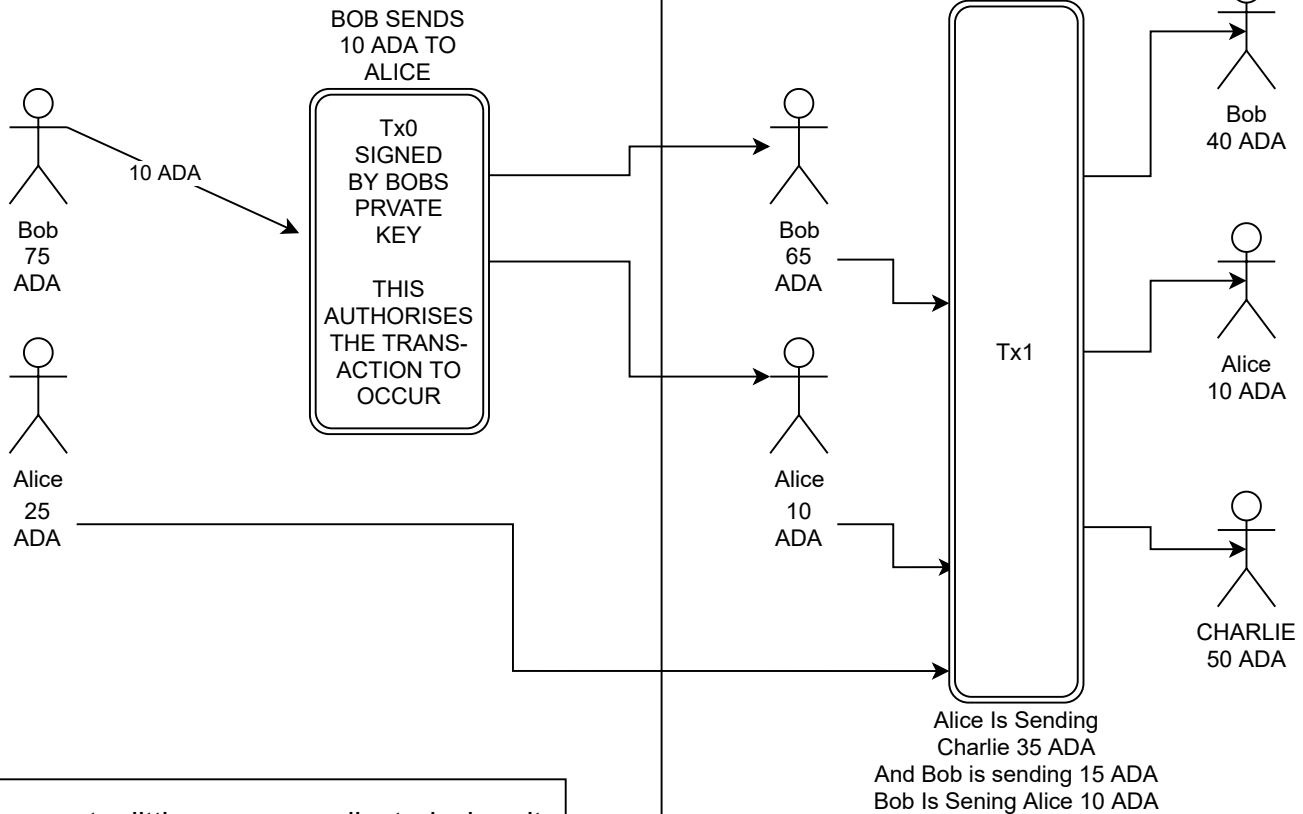 BOB SENDS
10 ADA TO
ALICE
Tx0
SIGNED
BY BOBS
PRVATE
KEY
THIS
AUTHORISES
THE TRANS-
ACTION TO
OCCUR
10 ADA
Bob
75
ADA
Alice
25
ADA
Bob
65
ADA
Alice
10
ADA
Tx1
Bob
40 ADA
Alice
10 ADA
CHARLIE
50 ADA
Alice Is Sending
Charlie 35 ADA
And Bob is sending 15 ADA
Bob Is Sening Alice 10 ADA